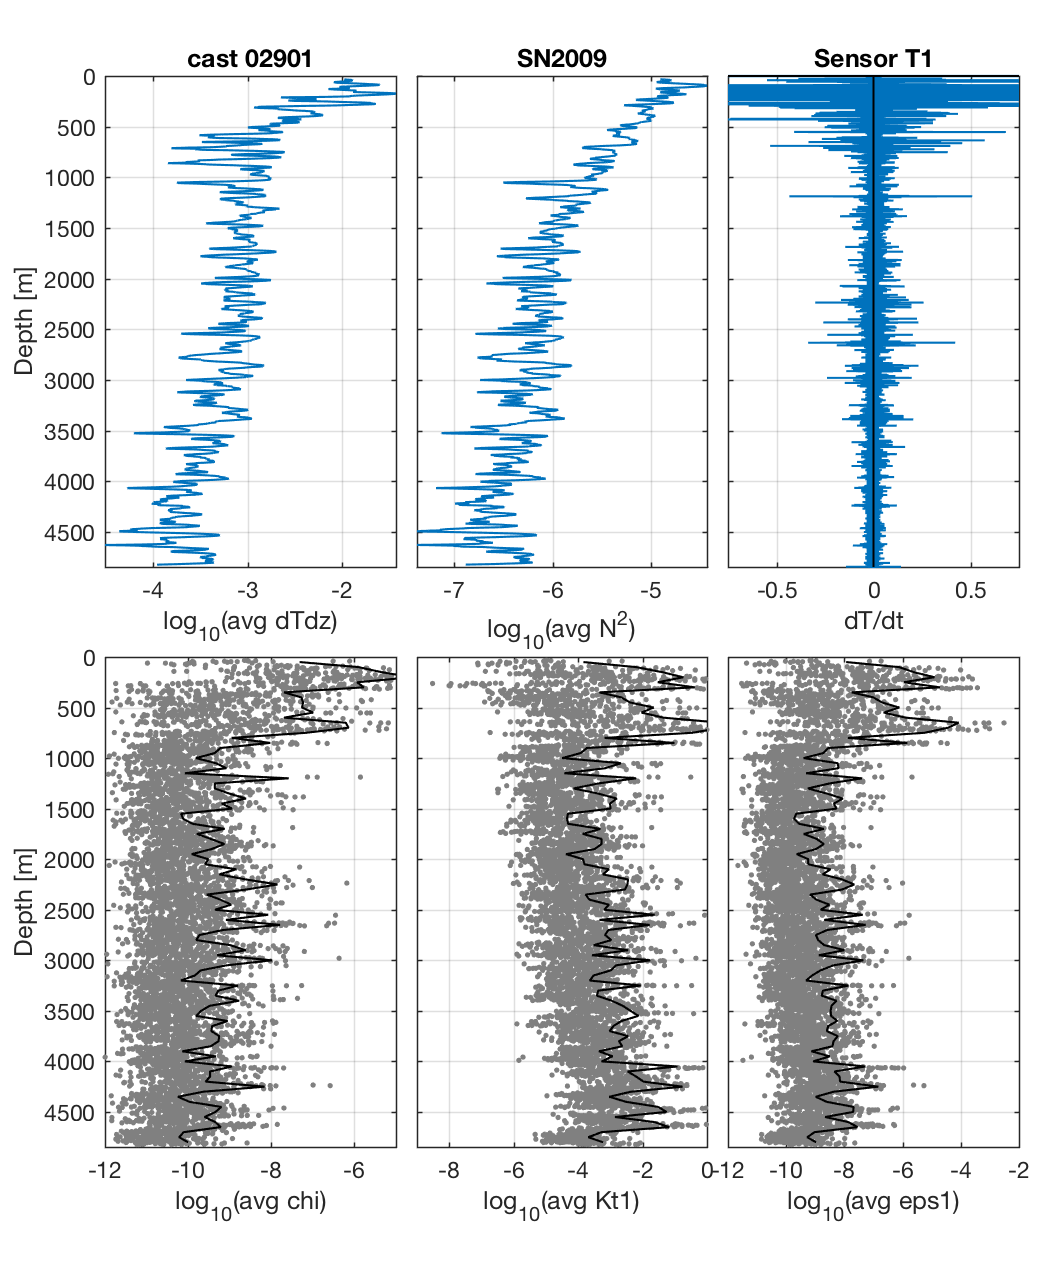 cast 02901
SN2009
Sensor T1
0
500
1000
1500
2000
2500
3000
3500
4000
4500
Depth [m]
-4 -3 -2
-7 -6 -5
-0.5 0 0.5
log10(avg dTdz)
log10(avg N2)
dT/dt
0
500
1000
1500
2000
2500
3000
3500
4000
4500
Depth [m]
-12 -10 -8 -6
-8 -6 -4 -2 0
-12 -10 -8 -6 -4 -2
log10(avg chi)
log10(avg Kt1)
log10(avg eps1)